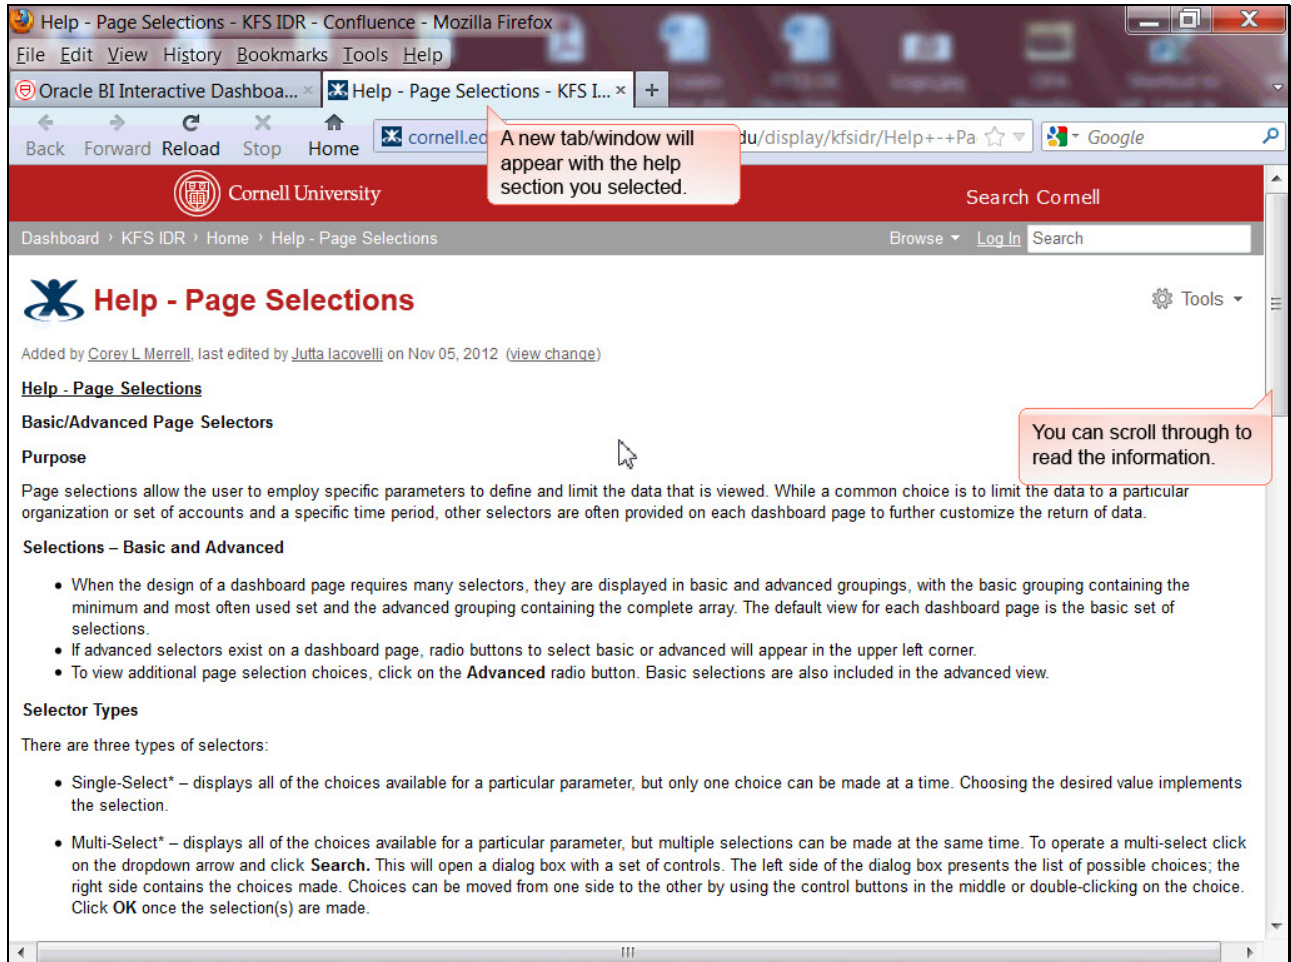 Help - Page Selections - KFS IDR - Confluence - Mozilla Firefox
File Edit View History Bookmarks Tools Help
Oracle BI Interactive Dashboa... × Help - Page Selections - KFS I... × +
Back Forward Reload Stop Home
cornell.ed
du/display/kfsidr/Help+-+Pa
Google
A new tab/window will
appear with the help
section you selected.
Cornell University
Search Cornell
Dashboard › KFS IDR › Home › Help - Page Selections
Browse Log In Search
Help - Page Selections
Tools
Added by Corey L Merrell, last edited by Jutta Iacovelli on Nov 05, 2012 (view change)
Help - Page Selections
Basic/Advanced Page Selectors
You can scroll through to
read the information.
Purpose
Page selections allow the user to employ specific parameters to define and limit the data that is viewed. While a common choice is to limit the data to a particular
organization or set of accounts and a specific time period, other selectors are often provided on each dashboard page to further customize the return of data.
Selections – Basic and Advanced
• When the design of a dashboard page requires many selectors, they are displayed in basic and advanced groupings, with the basic grouping containing the
minimum and most often used set and the advanced grouping containing the complete array. The default view for each dashboard page is the basic set of
selections.
• If advanced selectors exist on a dashboard page, radio buttons to select basic or advanced will appear in the upper left corner.
• To view additional page selection choices, click on the Advanced radio button. Basic selections are also included in the advanced view.
Selector Types
There are three types of selectors:
• Single-Select* – displays all of the choices available for a particular parameter, but only one choice can be made at a time. Choosing the desired value implements
the selection.
• Multi-Select* – displays all of the choices available for a particular parameter, but multiple selections can be made at the same time. To operate a multi-select click
on the dropdown arrow and click Search. This will open a dialog box with a set of controls. The left side of the dialog box presents the list of possible choices; the
right side contains the choices made. Choices can be moved from one side to the other by using the control buttons in the middle or double-clicking on the choice.
Click OK once the selection(s) are made.